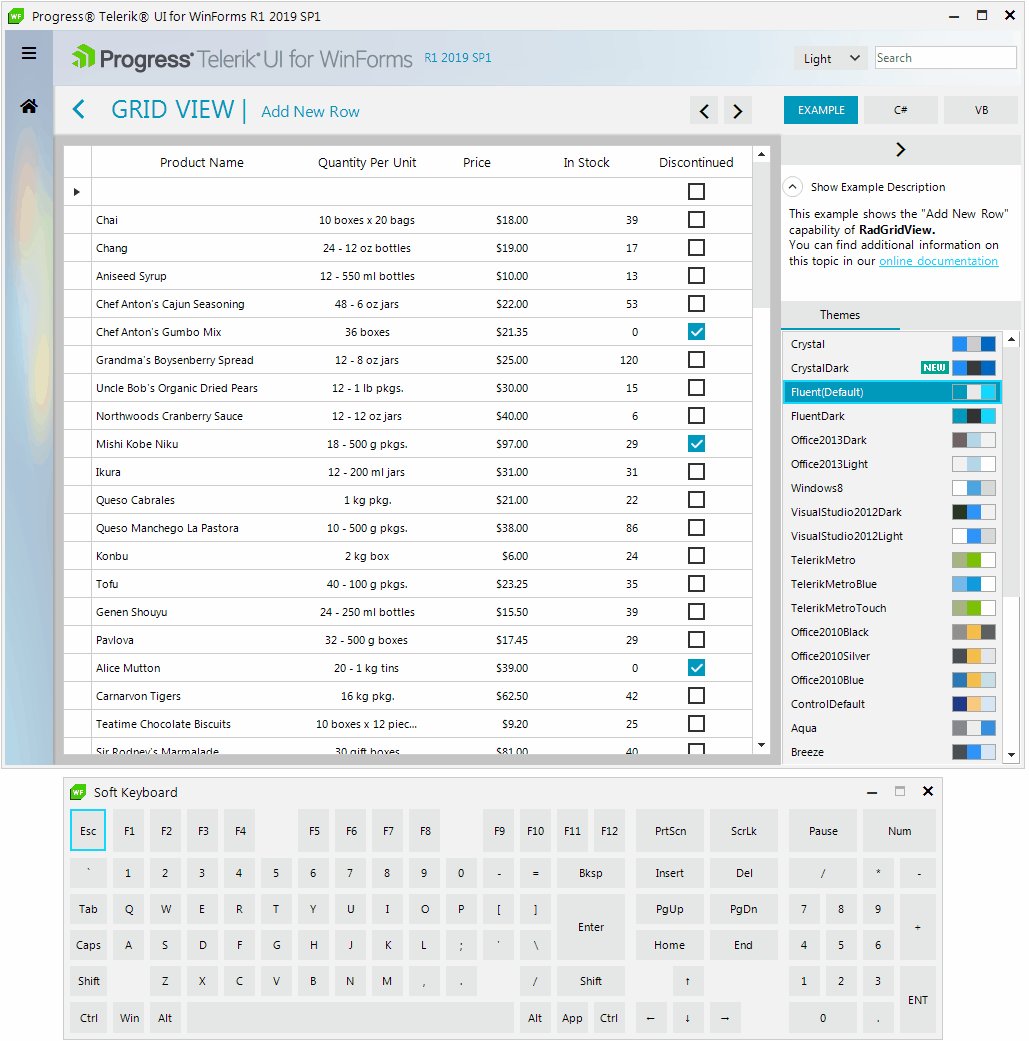 WF Progress® Telerik® UI for WinForms R1 2019 SP1
Progress® Telerik® UI for WinForms R1 2019 SP1
Light
Search
GRID VIEW | Add New Row
EXAMPLE C# VB
Product Name Quantity Per Unit Price In Stock Discontinued
Chai 10 boxes x 20 bags $18.00 39
Chang 24 - 12 oz bottles $19.00 17
Aniseed Syrup 12 - 550 ml bottles $10.00 13
Chef Anton's Cajun Seasoning 48 - 6 oz jars $22.00 53
Chef Anton's Gumbo Mix 36 boxes $21.35 0
Grandma's Boysenberry Spread 12 - 8 oz jars $25.00 120
Uncle Bob's Organic Dried Pears 12 - 1 lb pkgs. $30.00 15
Northwoods Cranberry Sauce 12 - 12 oz jars $40.00 6
Mishi Kobe Niku 18 - 500 g pkgs. $97.00 29
Ikura 12 - 200 ml jars $31.00 31
Queso Cabrales 1 kg pkg. $21.00 22
Queso Manchego La Pastora 10 - 500 g pkgs. $38.00 86
Konbu 2 kg box $6.00 24
Tofu 40 - 100 g pkgs. $23.25 35
Genen Shouyu 24 - 250 ml bottles $15.50 39
Pavlova 32 - 500 g boxes $17.45 29
Alice Mutton 20 - 1 kg tins $39.00 0
Carnarvon Tigers 16 kg pkg. $62.50 42
Teatime Chocolate Biscuits 10 boxes x 12 piec... $9.20 25
Sir Rodney's Marmalade 30 gift boxes $81.00 40
Show Example Description
This example shows the "Add New Row"
capability of RadGridView.
You can find additional information on
this topic in our online documentation
Themes
Crystal
CrystalDark NEW
Fluent(Default)
FluentDark
Office2013Dark
Office2013Light
Windows8
VisualStudio2012Dark
VisualStudio2012Light
TelerikMetro
TelerikMetroBlue
TelerikMetroTouch
Office2010Black
Office2010Silver
Office2010Blue
ControlDefault
Aqua
Breeze
WF Soft Keyboard
Esc F1 F2 F3 F4 F5 F6 F7 F8 F9 F10 F11 F12 PrtScn ScrLk Pause Num
` 1 2 3 4 5 6 7 8 9 0 - = Bksp Insert Del / * -
Tab Q W E R T Y U I O P [ ] Enter PgUp PgDn 7 8 9 +
Caps A S D F G H J K L ; ' \ Home End 4 5 6
Shift Z X C V B N M , . / Shift ↑ 1 2 3 ENT
Ctrl Win Alt Alt App Ctrl ← ↓ → 0 .